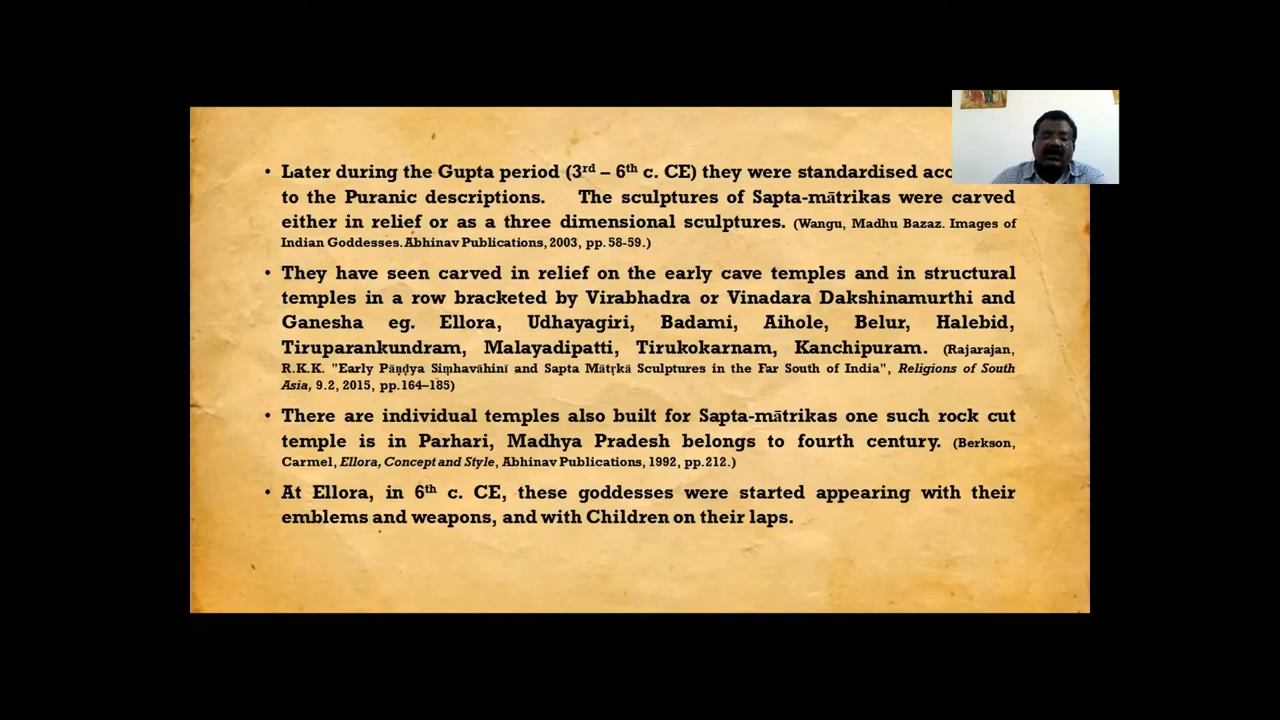 • Later during the Gupta period (3rd – 6th c. CE) they were standardised
to the Puranic descriptions. The sculptures of Sapta-mātrikas were carved
either in relief or as a three dimensional sculptures. (Wangu, Madhu Bazaz. Images of
Indian Goddesses. Abhinav Publications, 2003, pp. 58-59.)
• They have seen carved in relief on the early cave temples and in structural
temples in a row bracketed by Virabhadra or Vinadara Dakshinamurthi and
Ganesha eg. Ellora, Udhayagiri, Badami, Aihole, Belur, Halebid,
Tiruparankundram, Malayadipatti, Tirukokarnam, Kanchipuram. (Rajarajan,
R.K.K. "Early Pāṇḍya Siṃhavāhinī and Sapta Mātṛkā Sculptures in the Far South of India", Religions of South
Asia, 9.2, 2015, pp.164–185)
• There are individual temples also built for Sapta-mātrikas one such rock cut
temple is in Parhari, Madhya Pradesh belongs to fourth century. (Berkson,
Carmel, Ellora, Concept and Style, Abhinav Publications, 1992, pp.212.)
• At Ellora, in 6th c. CE, these goddesses were started appearing with their
emblems and weapons, and with Children on their laps.